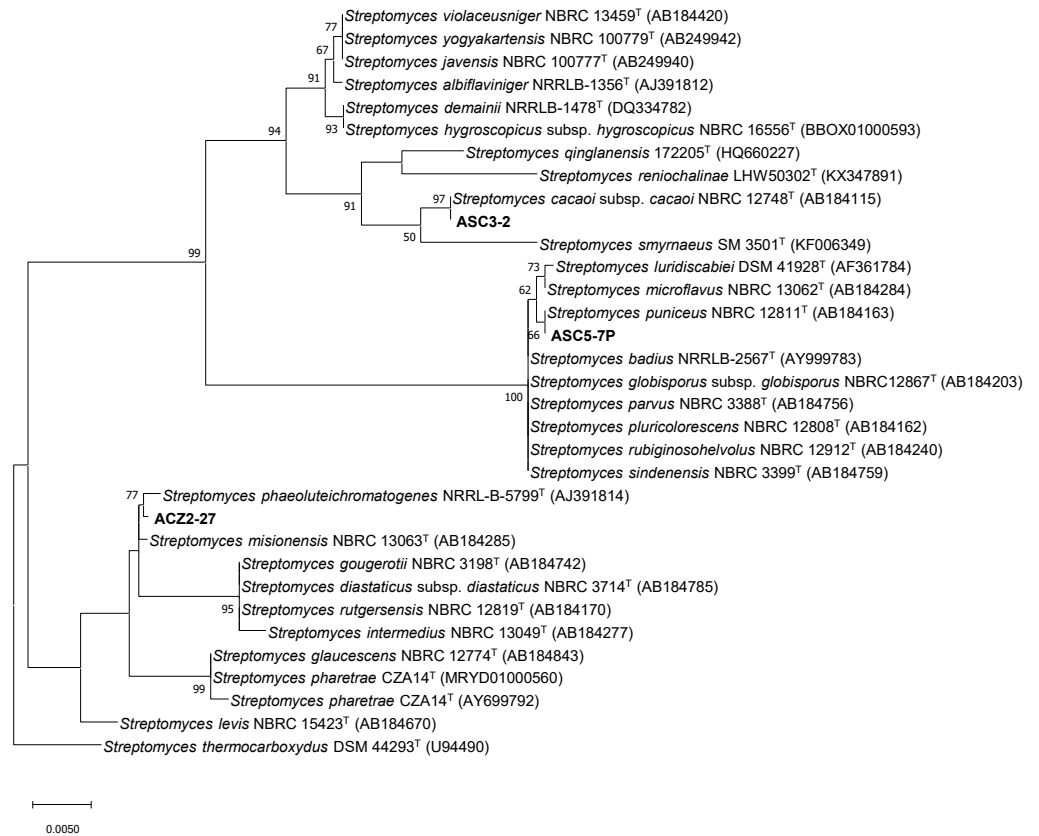 77
Streptomyces violaceusniger NBRC 13459ᵀ (AB184420)
Streptomyces yogyakartensis NBRC 100779ᵀ (AB249942)
67
Streptomyces javensis NBRC 100777ᵀ (AB249940)
91
Streptomyces albiflaviniger NRRLB-1356ᵀ (AJ391812)
Streptomyces demainii NRRLB-1478ᵀ (DQ334782)
94
93
Streptomyces hygroscopicus subsp. hygroscopicus NBRC 16556ᵀ (BBOX01000593)
Streptomyces qinglanensis 172205ᵀ (HQ660227)
Streptomyces reniochalinae LHW50302ᵀ (KX347891)
91
97
Streptomyces cacaoi subsp. cacaoi NBRC 12748ᵀ (AB184115)
ASC3-2
50
Streptomyces smyrnaeus SM 3501ᵀ (KF006349)
99
73
Streptomyces luridiscabiei DSM 41928ᵀ (AF361784)
62
Streptomyces microflavus NBRC 13062ᵀ (AB184284)
Streptomyces puniceus NBRC 12811ᵀ (AB184163)
66
ASC5-7P
Streptomyces badius NRRLB-2567ᵀ (AY999783)
Streptomyces globisporus subsp. globisporus NBRC12867ᵀ (AB184203)
100
Streptomyces parvus NBRC 3388ᵀ (AB184756)
Streptomyces pluricolorescens NBRC 12808ᵀ (AB184162)
Streptomyces rubiginosohelvolus NBRC 12912ᵀ (AB184240)
Streptomyces sindenensis NBRC 3399ᵀ (AB184759)
77
Streptomyces phaeoluteichromatogenes NRRL-B-5799ᵀ (AJ391814)
ACZ2-27
Streptomyces misionensis NBRC 13063ᵀ (AB184285)
Streptomyces gougerotii NBRC 3198ᵀ (AB184742)
Streptomyces diastaticus subsp. diastaticus NBRC 3714ᵀ (AB184785)
95
Streptomyces rutgersensis NBRC 12819ᵀ (AB184170)
Streptomyces intermedius NBRC 13049ᵀ (AB184277)
Streptomyces glaucescens NBRC 12774ᵀ (AB184843)
Streptomyces pharetrae CZA14ᵀ (MRYD01000560)
99
Streptomyces pharetrae CZA14ᵀ (AY699792)
Streptomyces levis NBRC 15423ᵀ (AB184670)
Streptomyces thermocarboxydus DSM 44293ᵀ (U94490)
0.0050